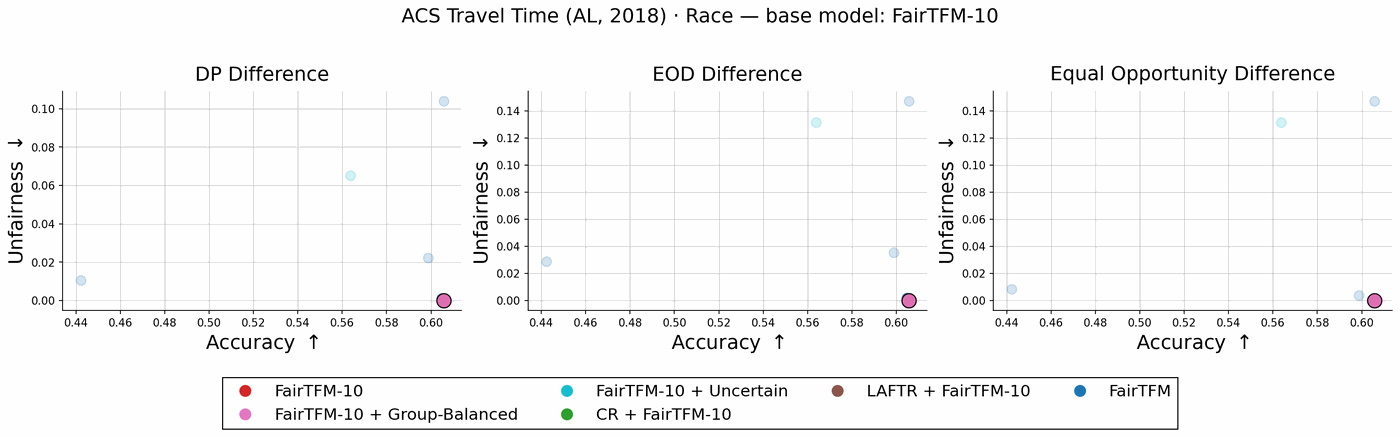 ACS Travel Time (AL, 2018) · Race — base model: FairTFM-10
DP Difference
EOD Difference
Equal Opportunity Difference
Unfairness ↓
0.10
0.08
0.06
0.04
0.02
0.00
0.44 0.46 0.48 0.50 0.52 0.54 0.56 0.58 0.60
Accuracy ↑
Unfairness ↓
0.14
0.12
0.10
0.08
0.06
0.04
0.02
0.00
0.44 0.46 0.48 0.50 0.52 0.54 0.56 0.58 0.60
Accuracy ↑
Unfairness ↓
0.14
0.12
0.10
0.08
0.06
0.04
0.02
0.00
0.44 0.46 0.48 0.50 0.52 0.54 0.56 0.58 0.60
Accuracy ↑
FairTFM-10
FairTFM-10 + Group-Balanced
FairTFM-10 + Uncertain
CR + FairTFM-10
LAFTR + FairTFM-10
FairTFM